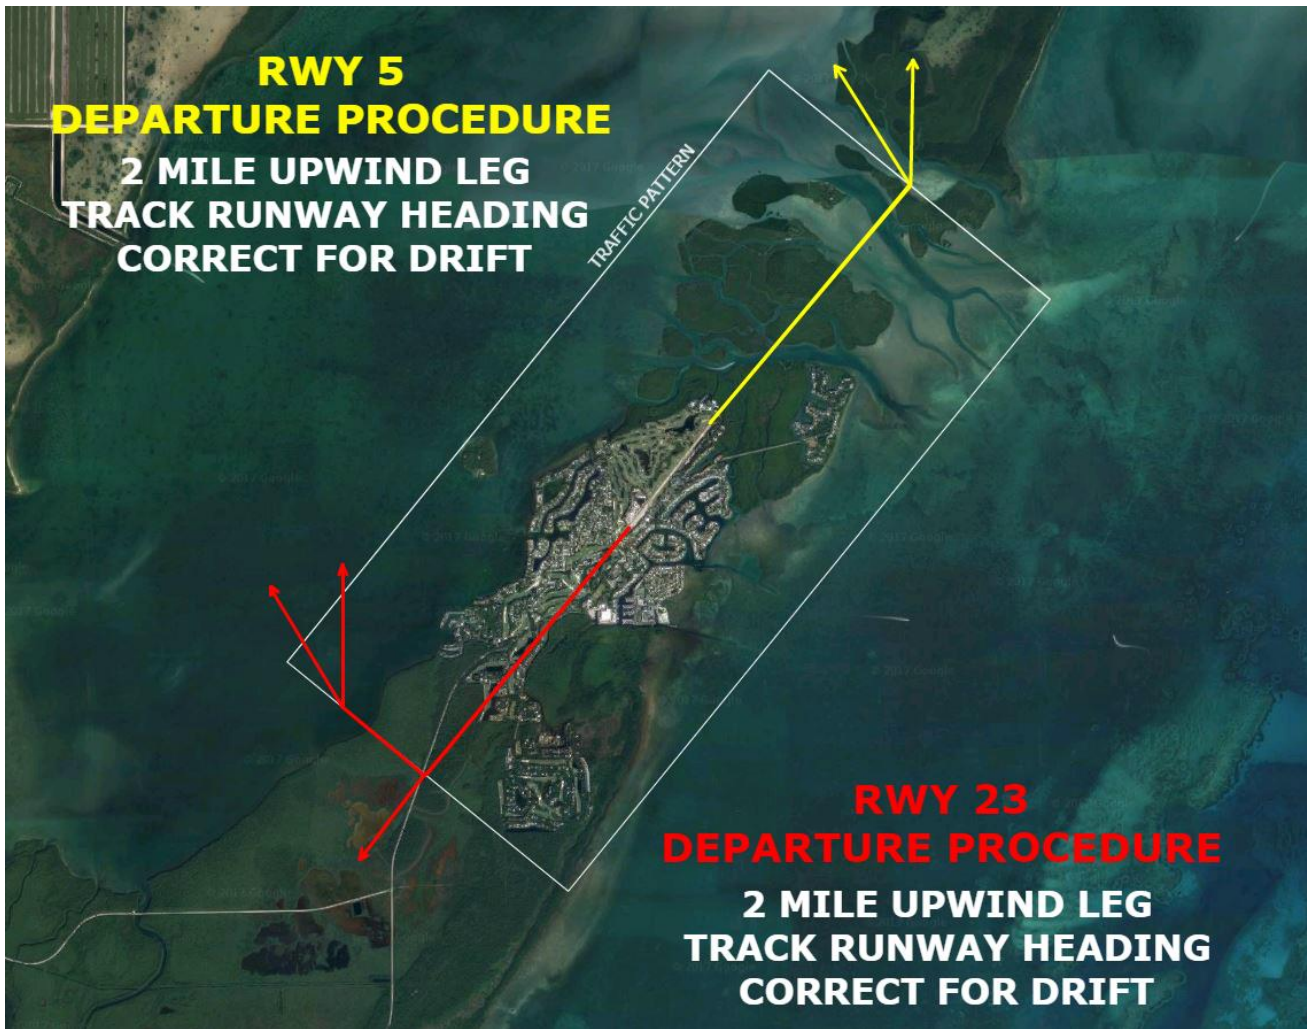 RWY 5
DEPARTURE PROCEDURE
2 MILE UPWIND LEG
TRACK RUNWAY HEADING
CORRECT FOR DRIFT
TRAFFIC PATTERN
RWY 23
DEPARTURE PROCEDURE
2 MILE UPWIND LEG
TRACK RUNWAY HEADING
CORRECT FOR DRIFT